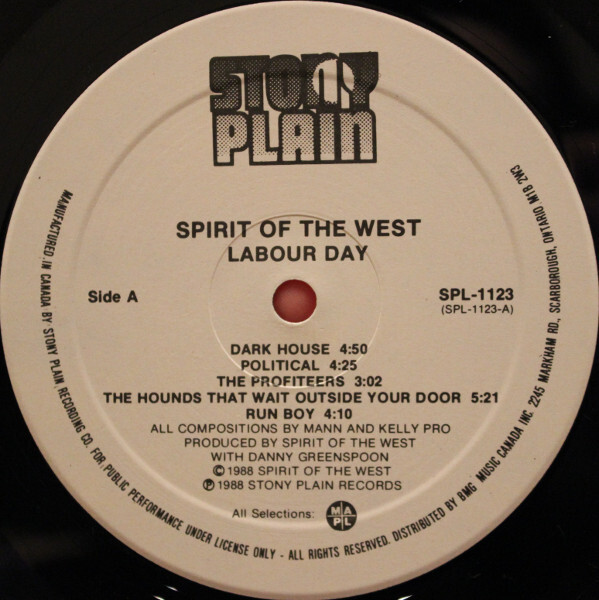 STONY
PLAIN
SPIRIT OF THE WEST
LABOUR DAY
Side A
SPL-1123
(SPL-1123-A)
DARK HOUSE 4:50
POLITICAL 4:25
THE PROFITEERS 3:02
THE HOUNDS THAT WAIT OUTSIDE YOUR DOOR 5:21
RUN BOY 4:10
ALL COMPOSITIONS BY MANN AND KELLY PRO
PRODUCED BY SPIRIT OF THE WEST
WITH DANNY GREENSPOON
© 1988 SPIRIT OF THE WEST
℗ 1988 STONY PLAIN RECORDS
All Selections: MAPL
MANUFACTURED IN CANADA BY STONY PLAIN RECORDING CO. FOR PUBLIC PERFORMANCE UNDER LICENSE ONLY - ALL RIGHTS RESERVED. DISTRIBUTED BY BMG MUSIC CANADA INC. 2245 MARKHAM RD., SCARBOROUGH, ONTARIO M1B 2W3